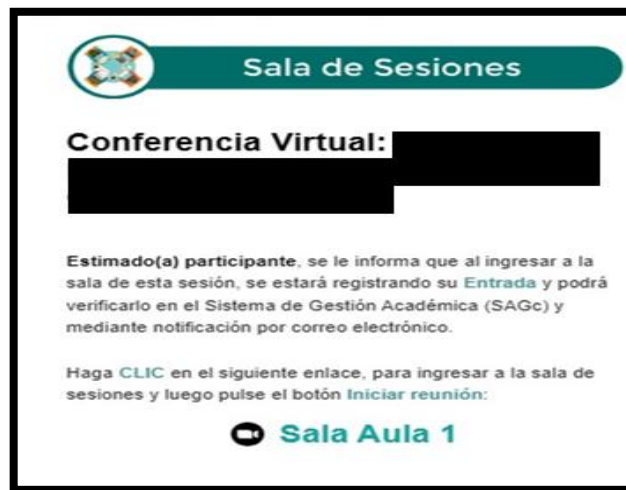 Sala de Sesiones
Conferencia Virtual:
Estimado(a) participante, se le informa que al ingresar a la
sala de esta sesión, se estará registrando su Entrada y podrá
verificarlo en el Sistema de Gestión Académica (SAGc) y
mediante notificación por correo electrónico.
Haga CLIC en el siguiente enlace, para ingresar a la sala de
sesiones y luego pulse el botón Iniciar reunión:
Sala Aula 1